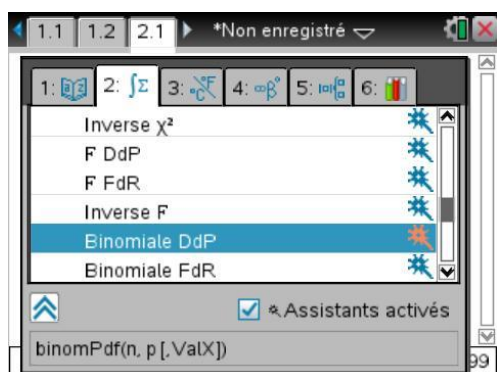 1.1 1.2 2.1 *Non enregistré
1: 2: ∫Σ 3: °C°F 4: ∞β° 5: 6:
Inverse χ²
F DdP
F FdR
Inverse F
Binomiale DdP
Binomiale FdR
Assistants activés
binomPdf(n, p [,ValX])
99